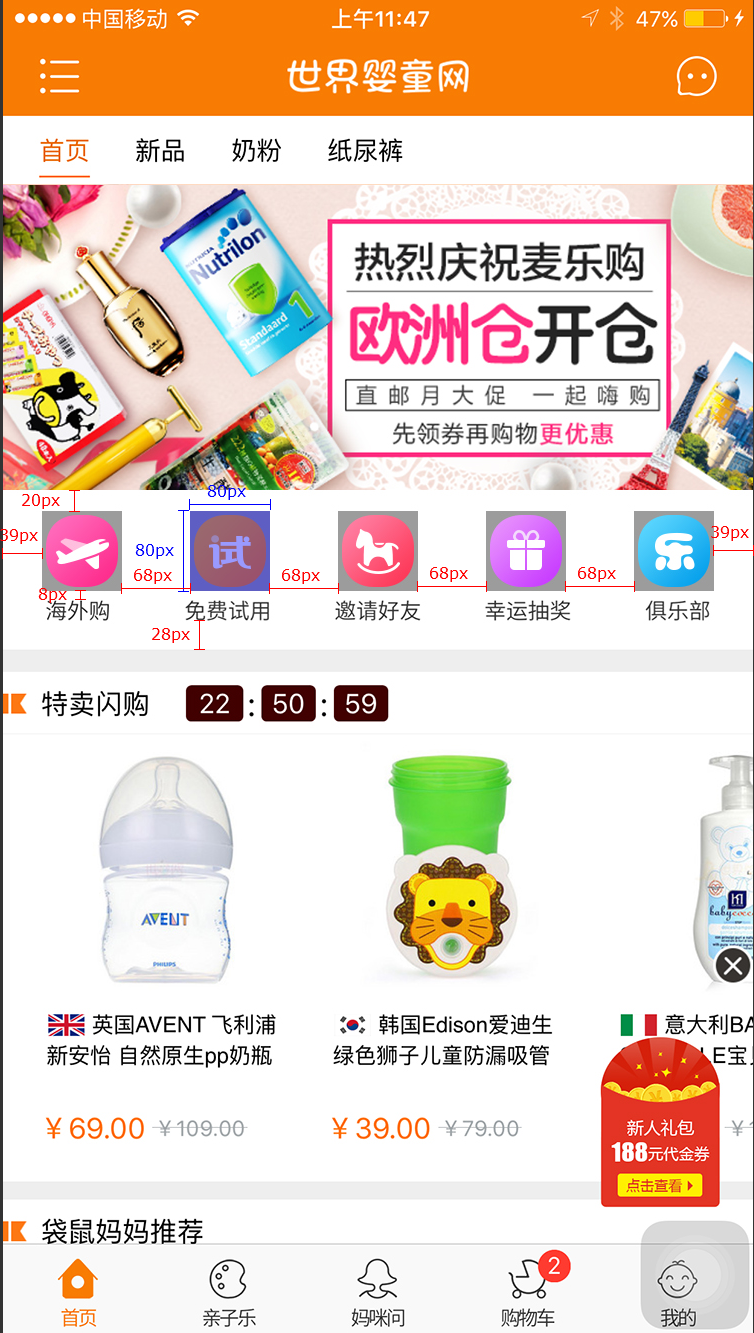 中国移动 上午11:47 47%
世界婴童网
首页 新品 奶粉 纸尿裤
NUTRICIA
Nutrilon
Standaard 1
热烈庆祝麦乐购
欧洲仓开仓
直邮月大促 一起嗨购
先领券再购物更优惠
20px 80px
39px 80px 试 乐 39px
68px 68px 68px 68px
8px
海外购 免费试用 邀请好友 幸运抽奖 俱乐部
28px
特卖闪购 22 : 50 : 59
AVENT
PHILIPS
babycoccole
英国AVENT 飞利浦
新安怡 自然原生pp奶瓶
¥ 69.00 ¥ 109.00
韩国Edison爱迪生
绿色狮子儿童防漏吸管
¥ 39.00 ¥ 79.00
意大利BA
LE宝
新人礼包
188元代金券
点击查看
袋鼠妈妈推荐
2
首页 亲子乐 妈咪问 购物车 我的